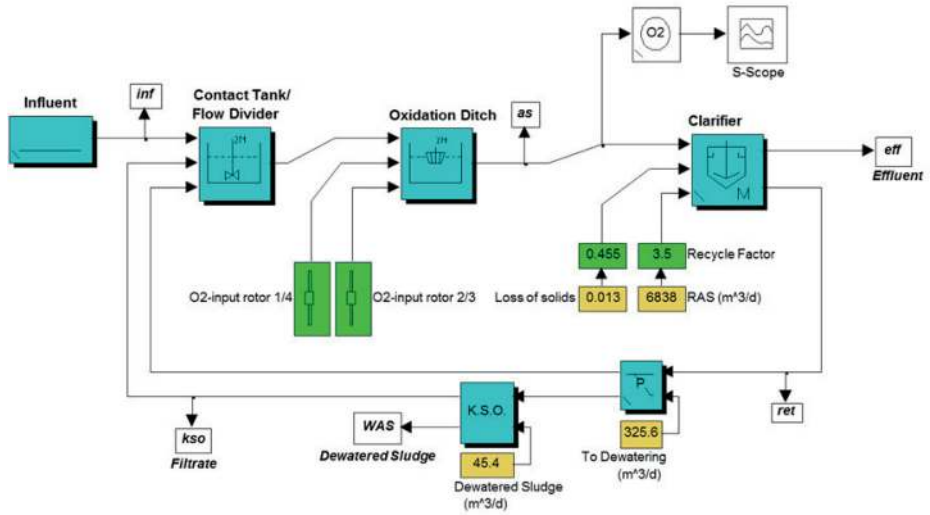 O2
S-Scope
Influent
inf
Contact Tank/
Flow Divider
2M
Oxidation Ditch
2M
as
Clarifier
M
eff
Effluent
0.455
3.5
Recycle Factor
O2-input rotor 1/4
O2-input rotor 2/3
Loss of solids
0.013
6838
RAS (m^3/d)
P
ret
K.S.O.
325.6
To Dewatering
(m^3/d)
WAS
Dewatered Sludge
45.4
Dewatered Sludge
(m^3/d)
kso
Filtrate